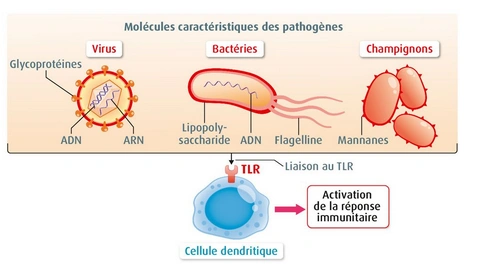 Molécules caractéristiques des pathogènes
Virus
Bactéries
Champignons
Glycoprotéines
ADN
ARN
Lipopoly-
saccharide
ADN
Flagelline
Mannanes
TLR
Liaison au TLR
Activation
de la réponse
immunitaire
Cellule dendritique